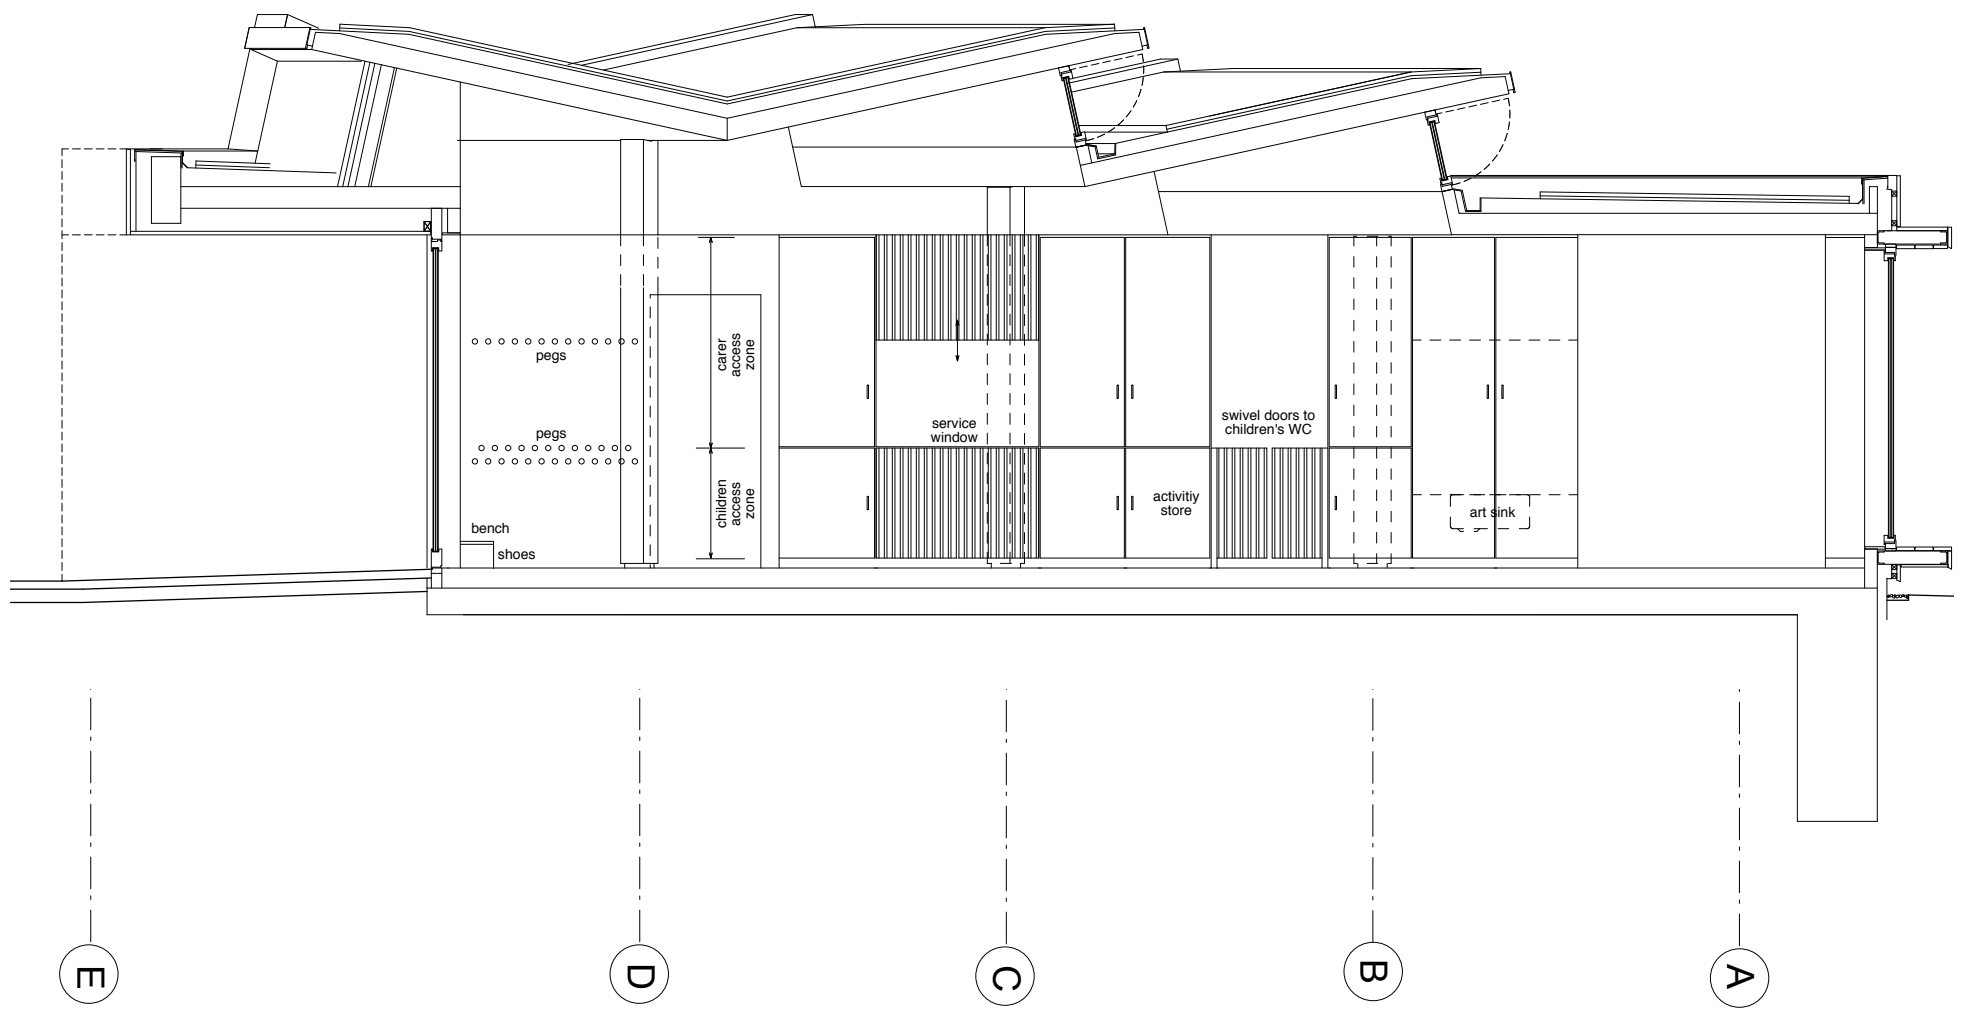 pegs
pegs
bench
shoes
carer
access
zone
children
access
zone
service
window
activitiy
store
swivel doors to
children's WC
art sink
E
D
C
B
A